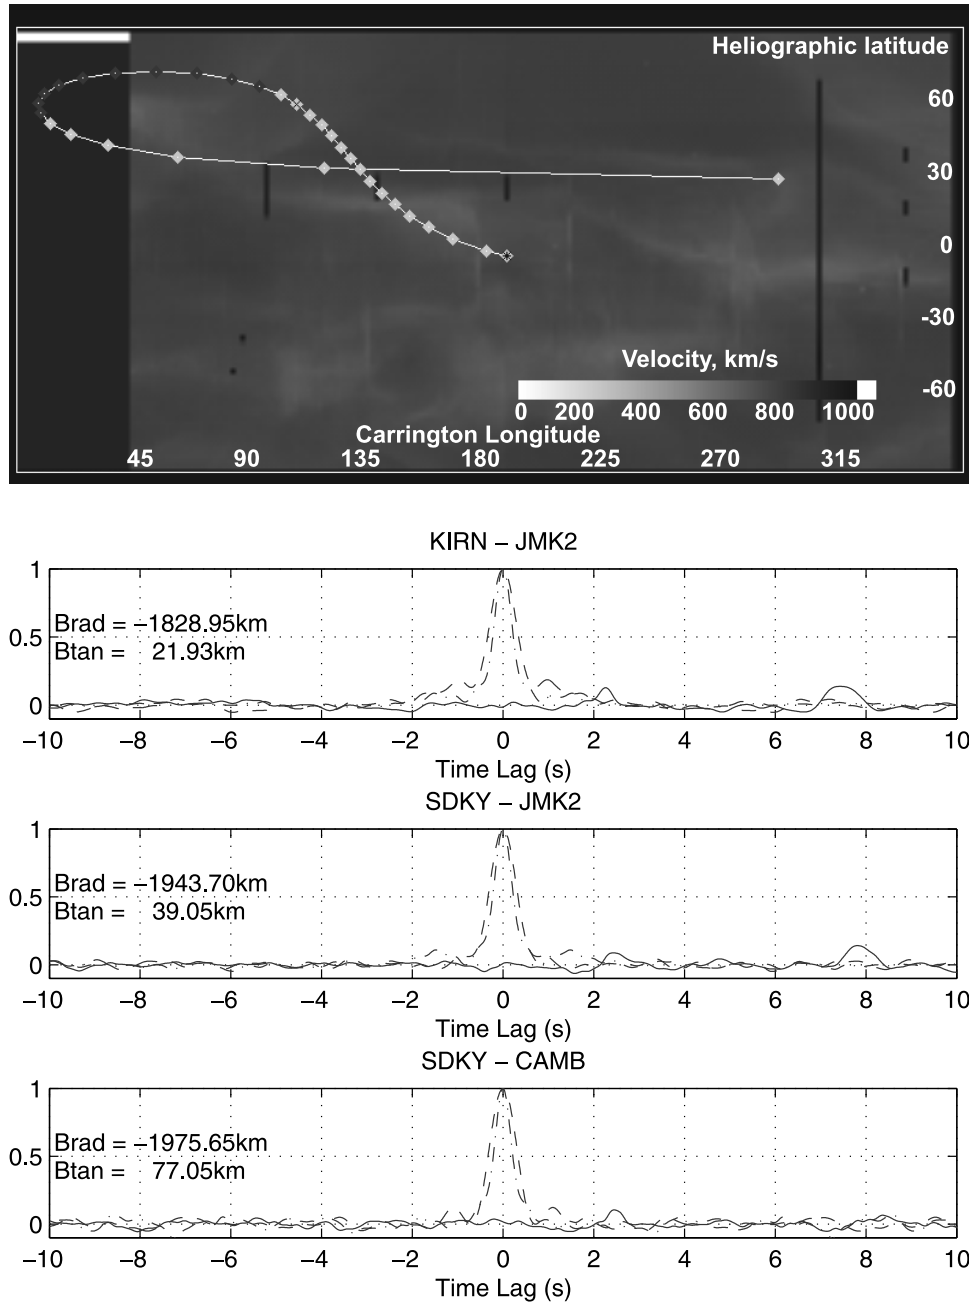 Heliographic latitude
60
30
0
-30
-60
Velocity, km/s
0 200 400 600 800 1000
Carrington Longitude
45 90 135 180 225 270 315
KIRN − JMK2
1
0.5
0
Brad = −1828.95km
Btan = 21.93km
−10 −8 −6 −4 −2 0 2 4 6 8 10
Time Lag (s)
SDKY − JMK2
1
0.5
0
Brad = −1943.70km
Btan = 39.05km
−10 −8 −6 −4 −2 0 2 4 6 8 10
Time Lag (s)
SDKY − CAMB
1
0.5
0
Brad = −1975.65km
Btan = 77.05km
−10 −8 −6 −4 −2 0 2 4 6 8 10
Time Lag (s)